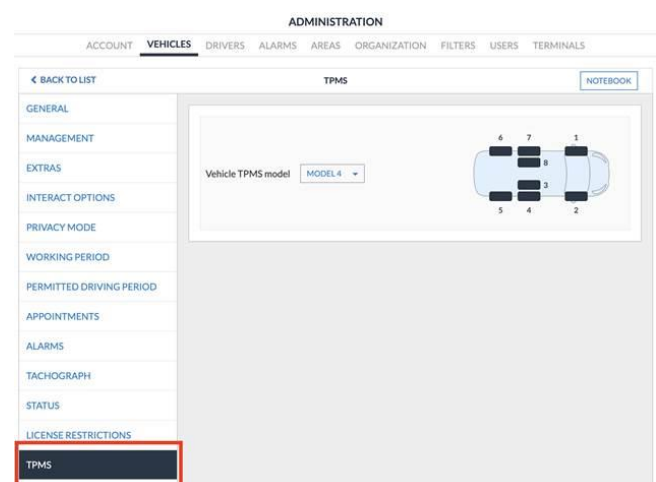 ADMINISTRATION
ACCOUNT VEHICLES DRIVERS ALARMS AREAS ORGANIZATION FILTERS USERS TERMINALS
BACK TO LIST TPMS NOTEBOOK
GENERAL
MANAGEMENT
EXTRAS
INTERACT OPTIONS
PRIVACY MODE
WORKING PERIOD
PERMITTED DRIVING PERIOD
APPOINTMENTS
ALARMS
TACHOGRAPH
STATUS
LICENSE RESTRICTIONS
TPMS
Vehicle TPMS model MODEL 4
6 7 1
8
3
5 4 2